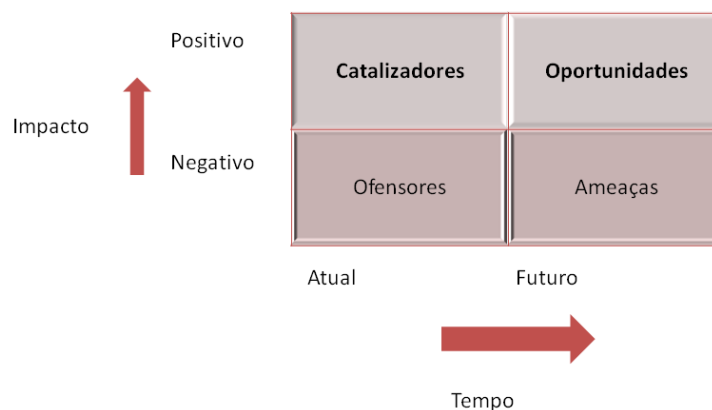 Positivo
Catalizadores
Oportunidades
Impacto
Negativo
Ofensores
Ameaças
Atual
Futuro
Tempo